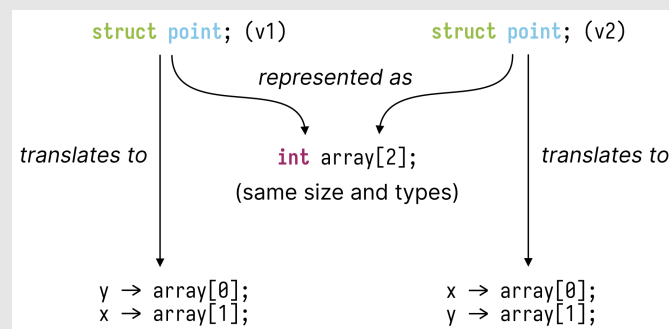 struct point; (v1)
struct point; (v2)
represented as
translates to
int array[2];
translates to
(same size and types)
y → array[0];
x → array[1];
x → array[0];
y → array[1];